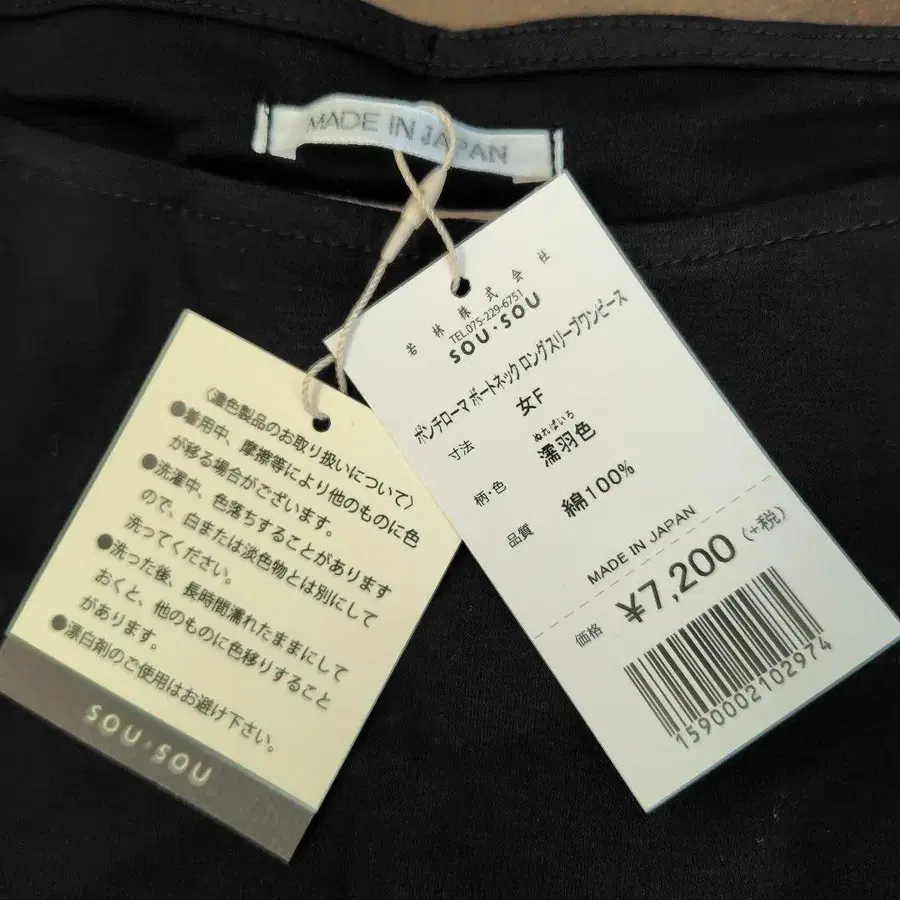 MADE IN JAPAN
若林株式会社
TEL.075-229-6751
SOU・SOU
ポンチローマ ボートネック ロングスリーブワンピース
寸法 女F
ぬればいろ
柄・色 濡羽色
品質 綿100%
MADE IN JAPAN
価格 ¥7,200 (+税)
1590002102974
〈濃色製品のお取り扱いについて〉
●着用中、摩擦等により他のものに色
が移る場合がございます。
●洗濯中、色落ちすることがあります
ので、白または淡色物とは別にして
洗ってください。
●洗った後、長時間濡れたままにして
おくと、他のものに色移りすること
があります。
●漂白剤のご使用はお避け下さい。
SOU・SOU